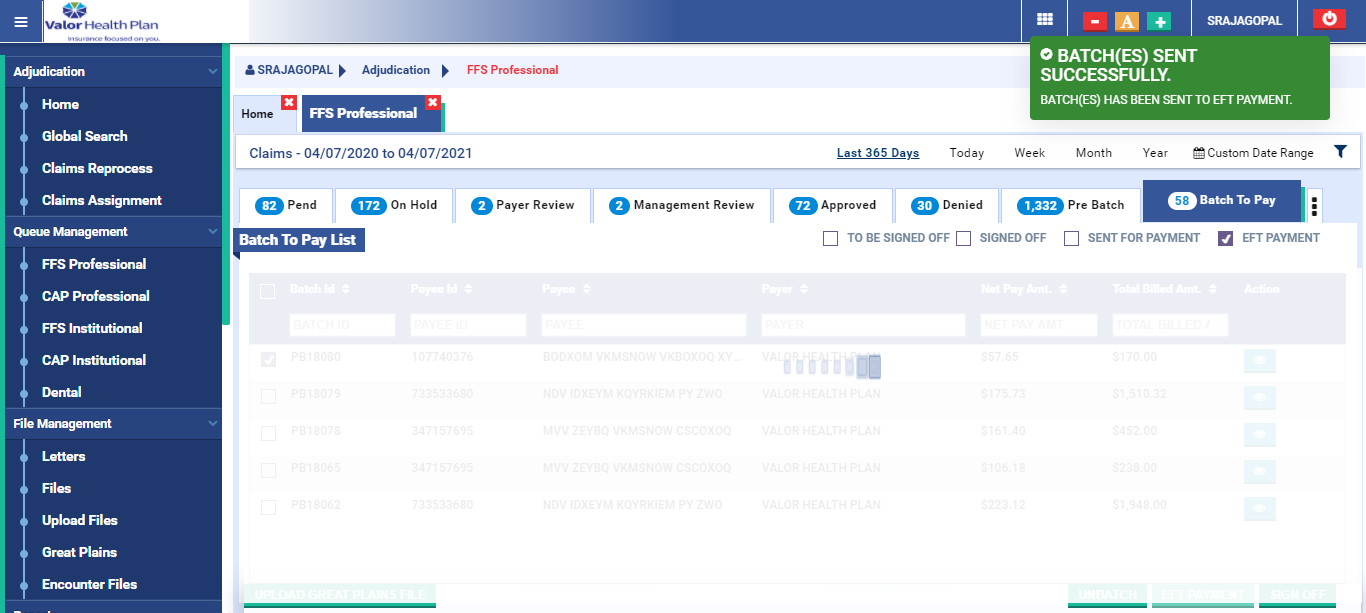 Valor Health Plan
Insurance focused on you.
A
SRAJAGOPAL
BATCH(ES) SENT
SUCCESSFULLY.
BATCH(ES) HAS BEEN SENT TO EFT PAYMENT.
Adjudication
Home
Global Search
Claims Reprocess
Claims Assignment
Queue Management
FFS Professional
CAP Professional
FFS Institutional
CAP Institutional
Dental
File Management
Letters
Files
Upload Files
Great Plains
Encounter Files
SRAJAGOPAL Adjudication FFS Professional
Home FFS Professional
Claims - 04/07/2020 to 04/07/2021 Last 365 Days Today Week Month Year Custom Date Range
82 Pend 172 On Hold 2 Payer Review 2 Management Review 72 Approved 30 Denied 1,332 Pre Batch 58 Batch To Pay
Batch To Pay List TO BE SIGNED OFF SIGNED OFF SENT FOR PAYMENT EFT PAYMENT
Batch Id Payee Id Payee Payer Net Pay Amt. Total Billed Amt. Action
BATCH ID PAYEE ID PAYEE PAYER NET PAY AMT TOTAL BILLED A
PB18080 107740376 BODXOM VKMSNOW VKBOXOQ XY... VALOR HEALTH PLAN $57.65 $170.00
PB18079 733533680 NDV IDXEYM KQYRKIEM PY ZWO VALOR HEALTH PLAN $175.73 $1,510.32
PB18078 347157695 MVV ZEYBQ VKMSNOW CSCOXOQ VALOR HEALTH PLAN $161.40 $452.00
PB18065 347157695 MVV ZEYBQ VKMSNOW CSCOXOQ VALOR HEALTH PLAN $106.18 $238.00
PB18062 733533680 NDV IDXEYM KQYRKIEM PY ZWO VALOR HEALTH PLAN $223.12 $1,948.00
UPLOAD GREAT PLAINS FILE UNBATCH EFT PAYMENT SIGN OFF